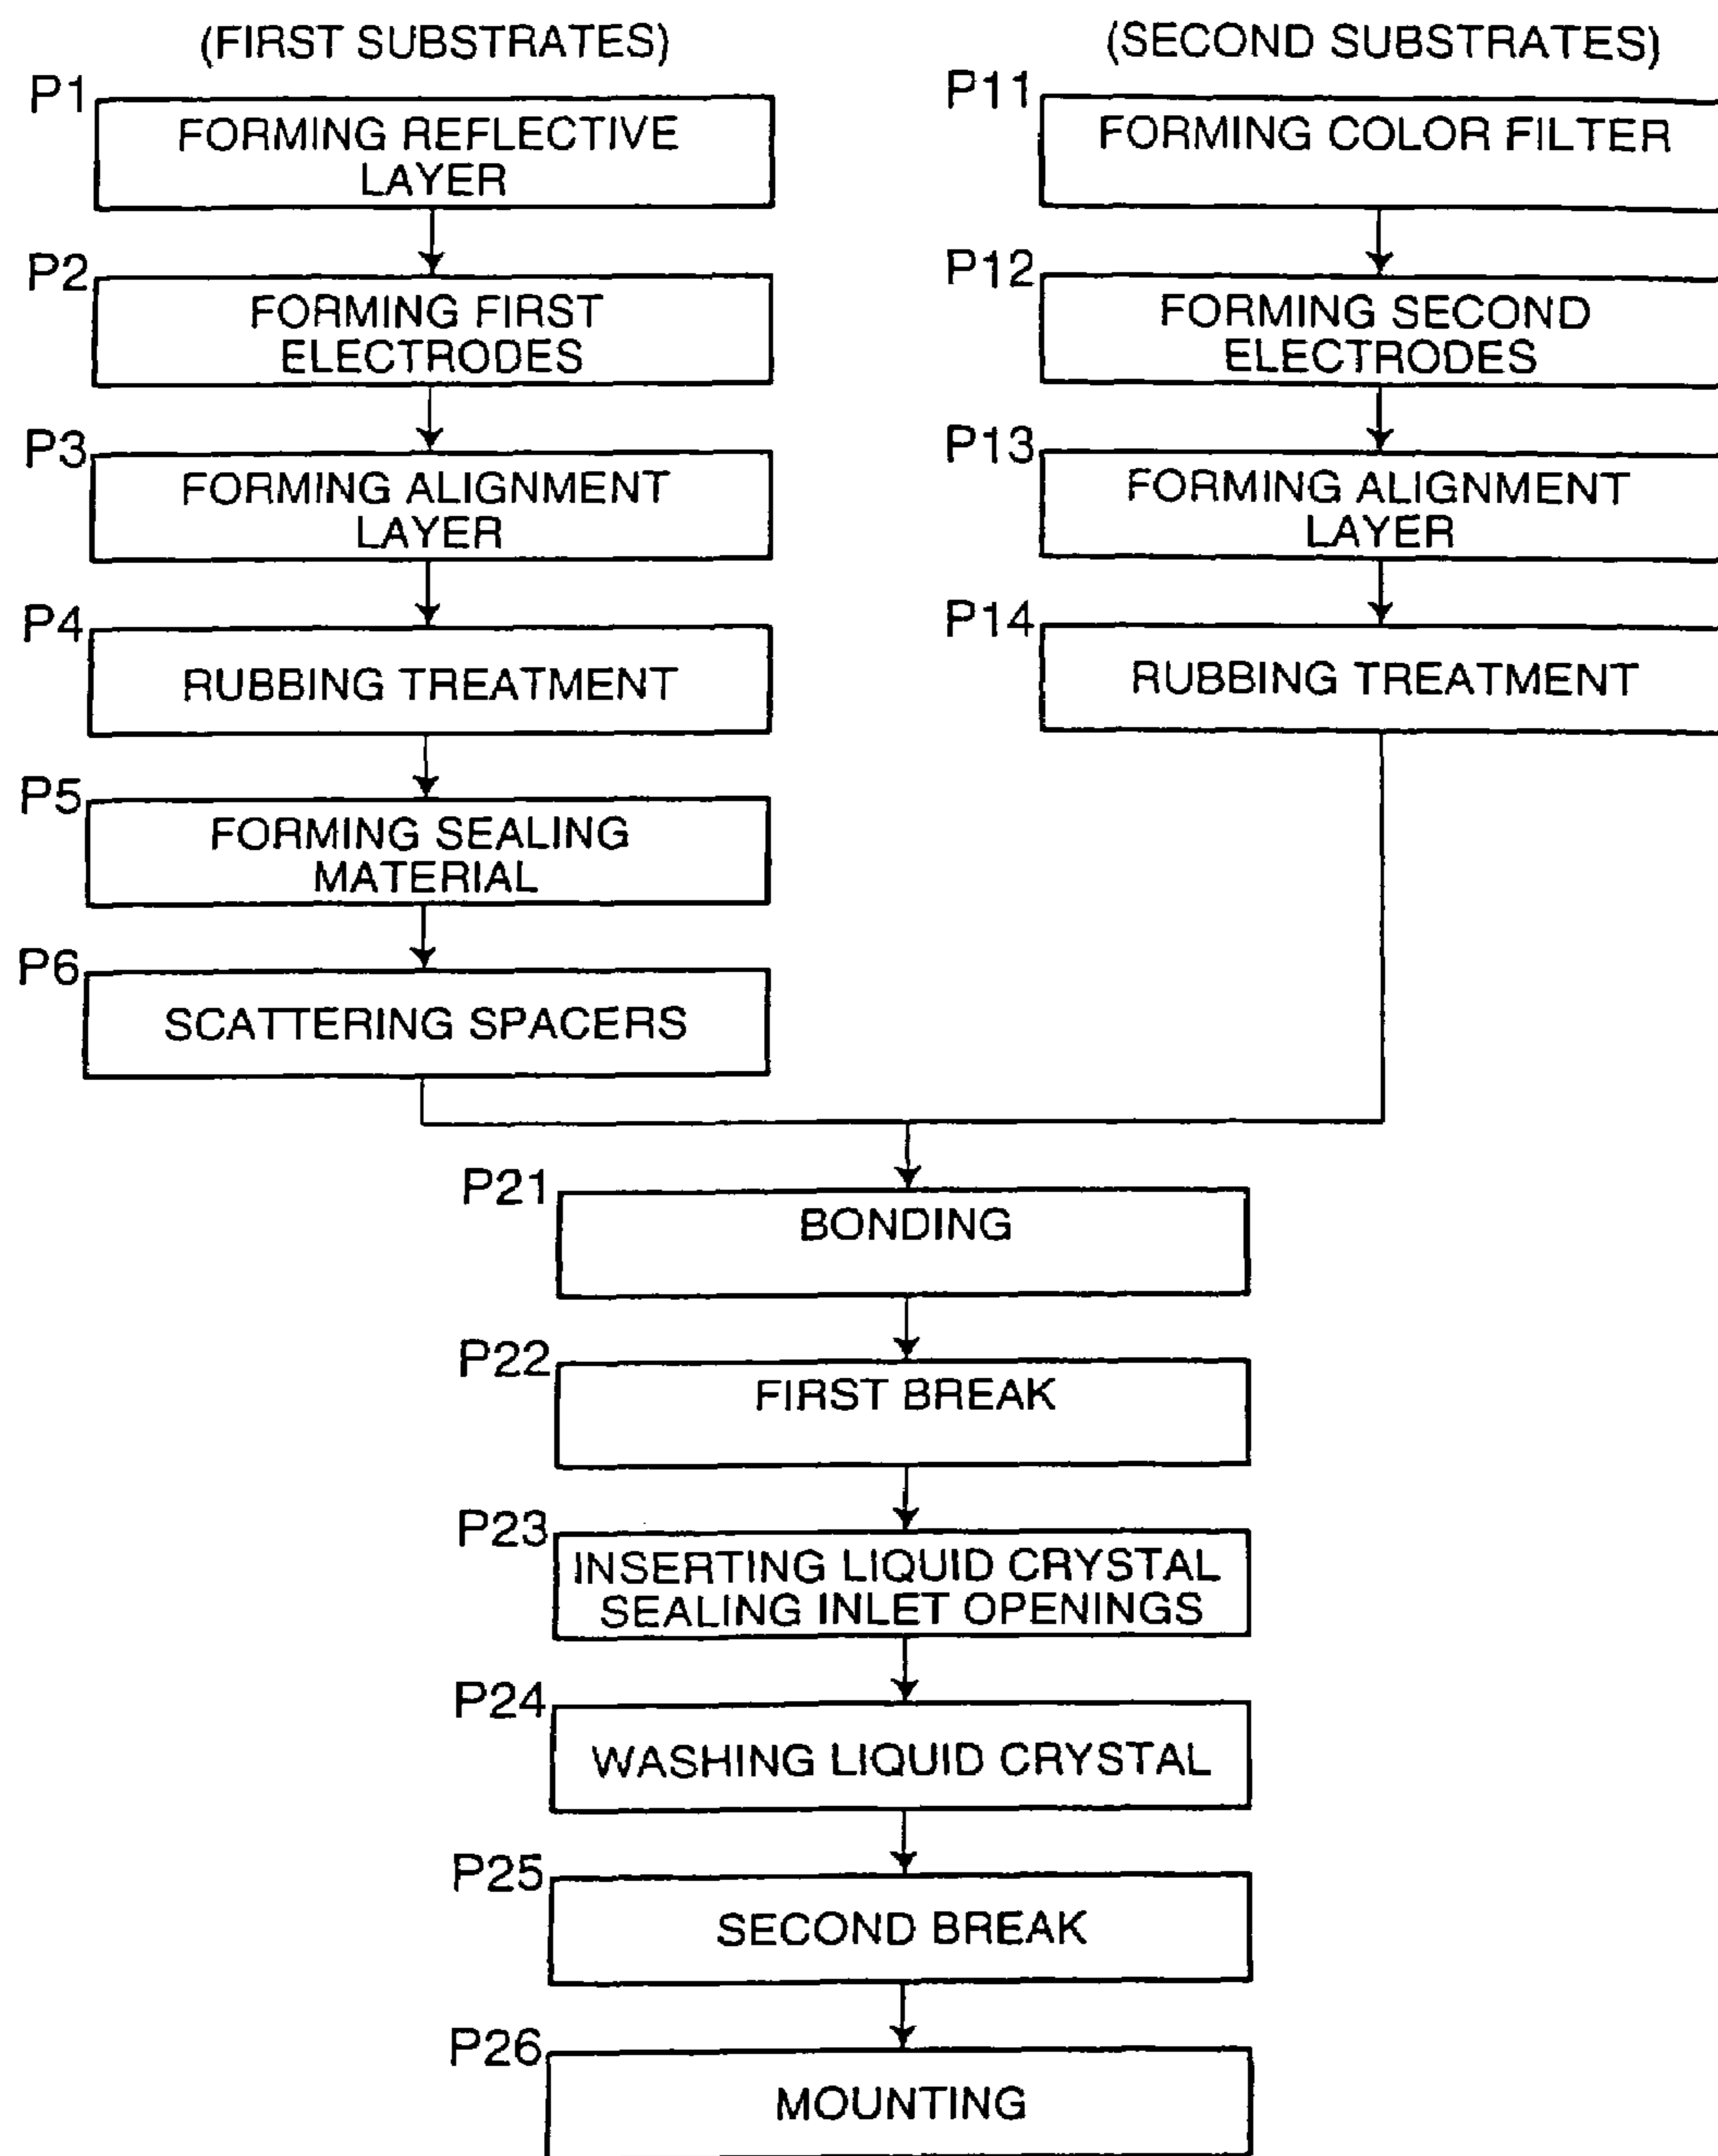 (FIRST SUBSTRATES)
P1
FORMING REFLECTIVE
LAYER
P2
FORMING FIRST
ELECTRODES
P3
FORMING ALIGNMENT
LAYER
P4
RUBBING TREATMENT
P5
FORMING SEALING
MATERIAL
P6
SCATTERING SPACERS
(SECOND SUBSTRATES)
P11
FORMING COLOR FILTER
P12
FORMING SECOND
ELECTRODES
P13
FORMING ALIGNMENT
LAYER
P14
RUBBING TREATMENT
P21
BONDING
P22
FIRST BREAK
P23
INSERTING LIQUID CRYSTAL
SEALING INLET OPENINGS
P24
WASHING LIQUID CRYSTAL
P25
SECOND BREAK
P26
MOUNTING